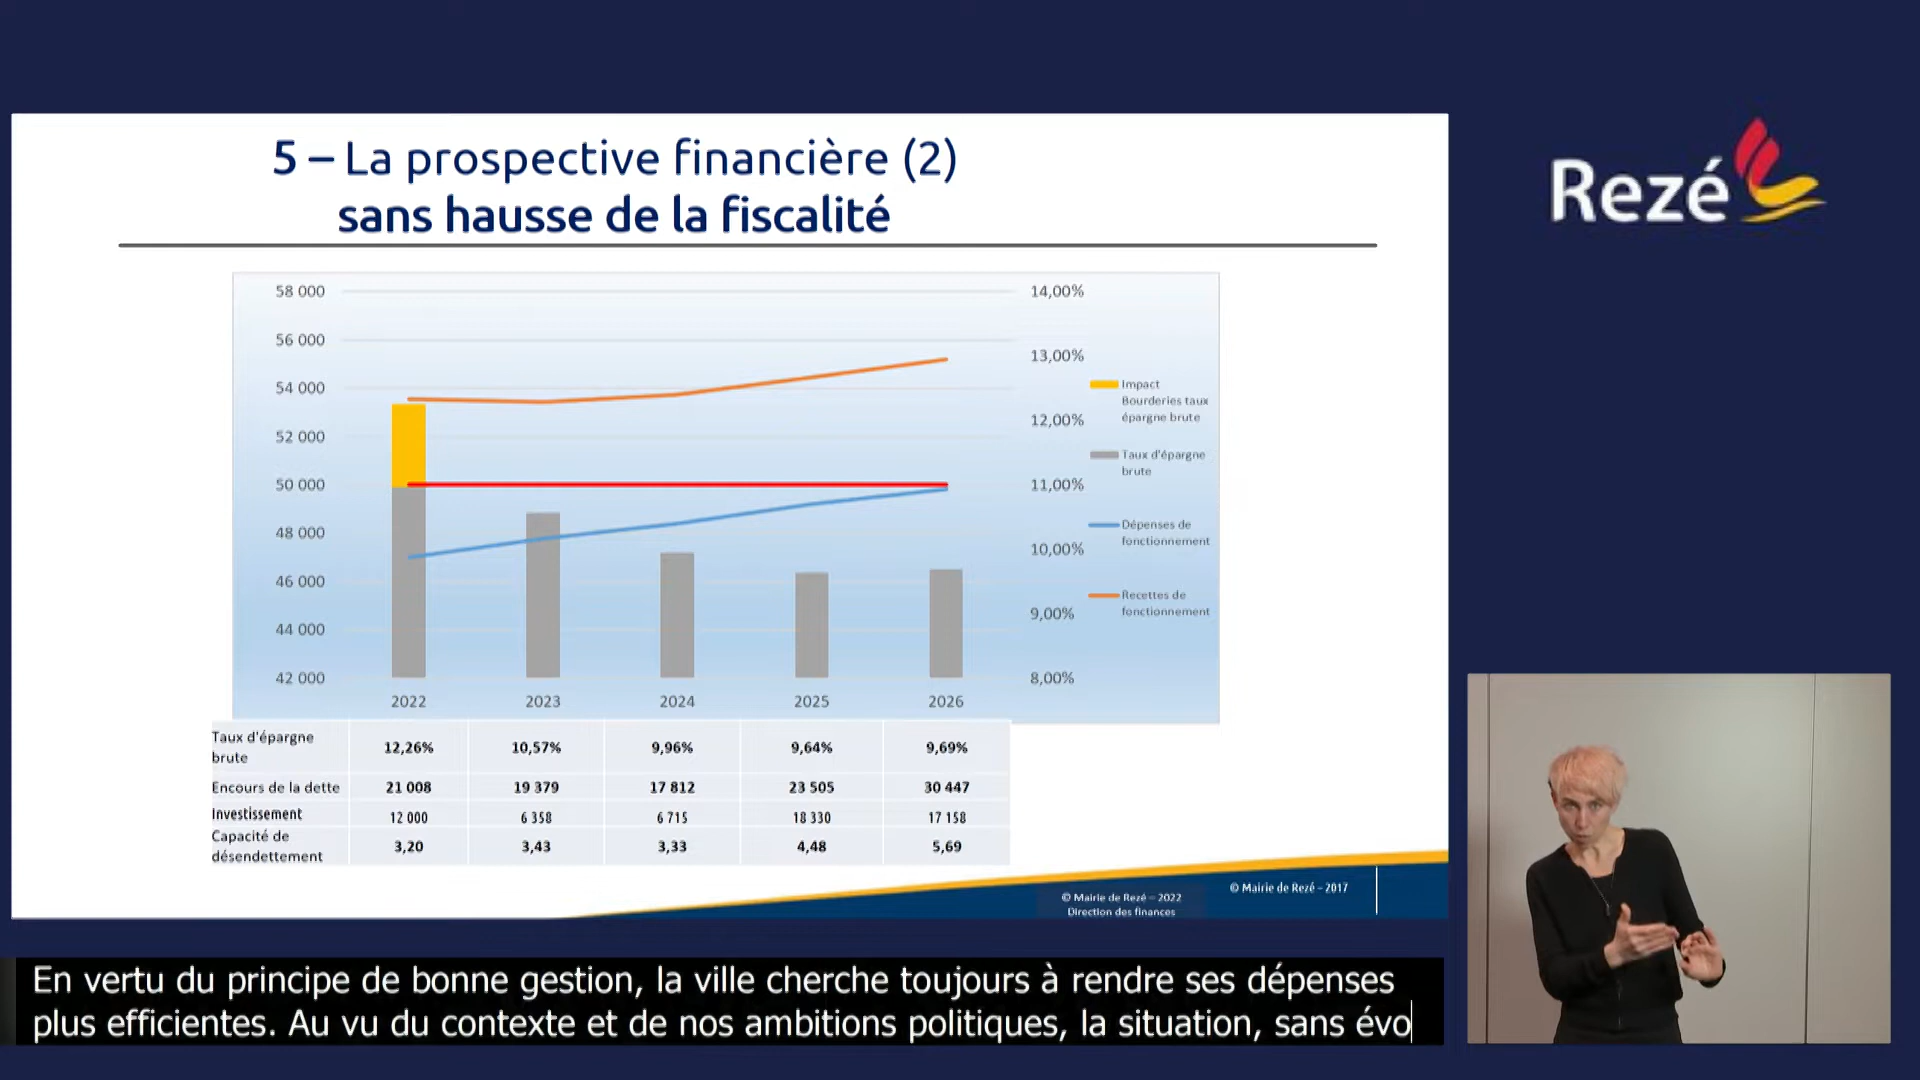 5 – La prospective financière (2)
sans hausse de la fiscalité
Rezé
58 000
56 000
54 000
52 000
50 000
48 000
46 000
44 000
42 000
14,00%
13,00%
12,00%
11,00%
10,00%
9,00%
8,00%
Impact
Bourderies taux
épargne brute
Taux d'épargne
brute
Dépenses de
fonctionnement
Recettes de
fonctionnement
2022 2023 2024 2025 2026
Taux d'épargne
brute
12,26% 10,57% 9,96% 9,64% 9,69%
Encours de la dette 21 008 19 379 17 812 23 505 30 447
Investissement 12 000 6 358 6 715 18 330 17 158
Capacité de
désendettement
3,20 3,43 3,33 4,48 5,69
© Mairie de Rezé – 2022
Direction des finances
© Mairie de Rezé – 2017
En vertu du principe de bonne gestion, la ville cherche toujours à rendre ses dépenses
plus efficientes. Au vu du contexte et de nos ambitions politiques, la situation, sans évo